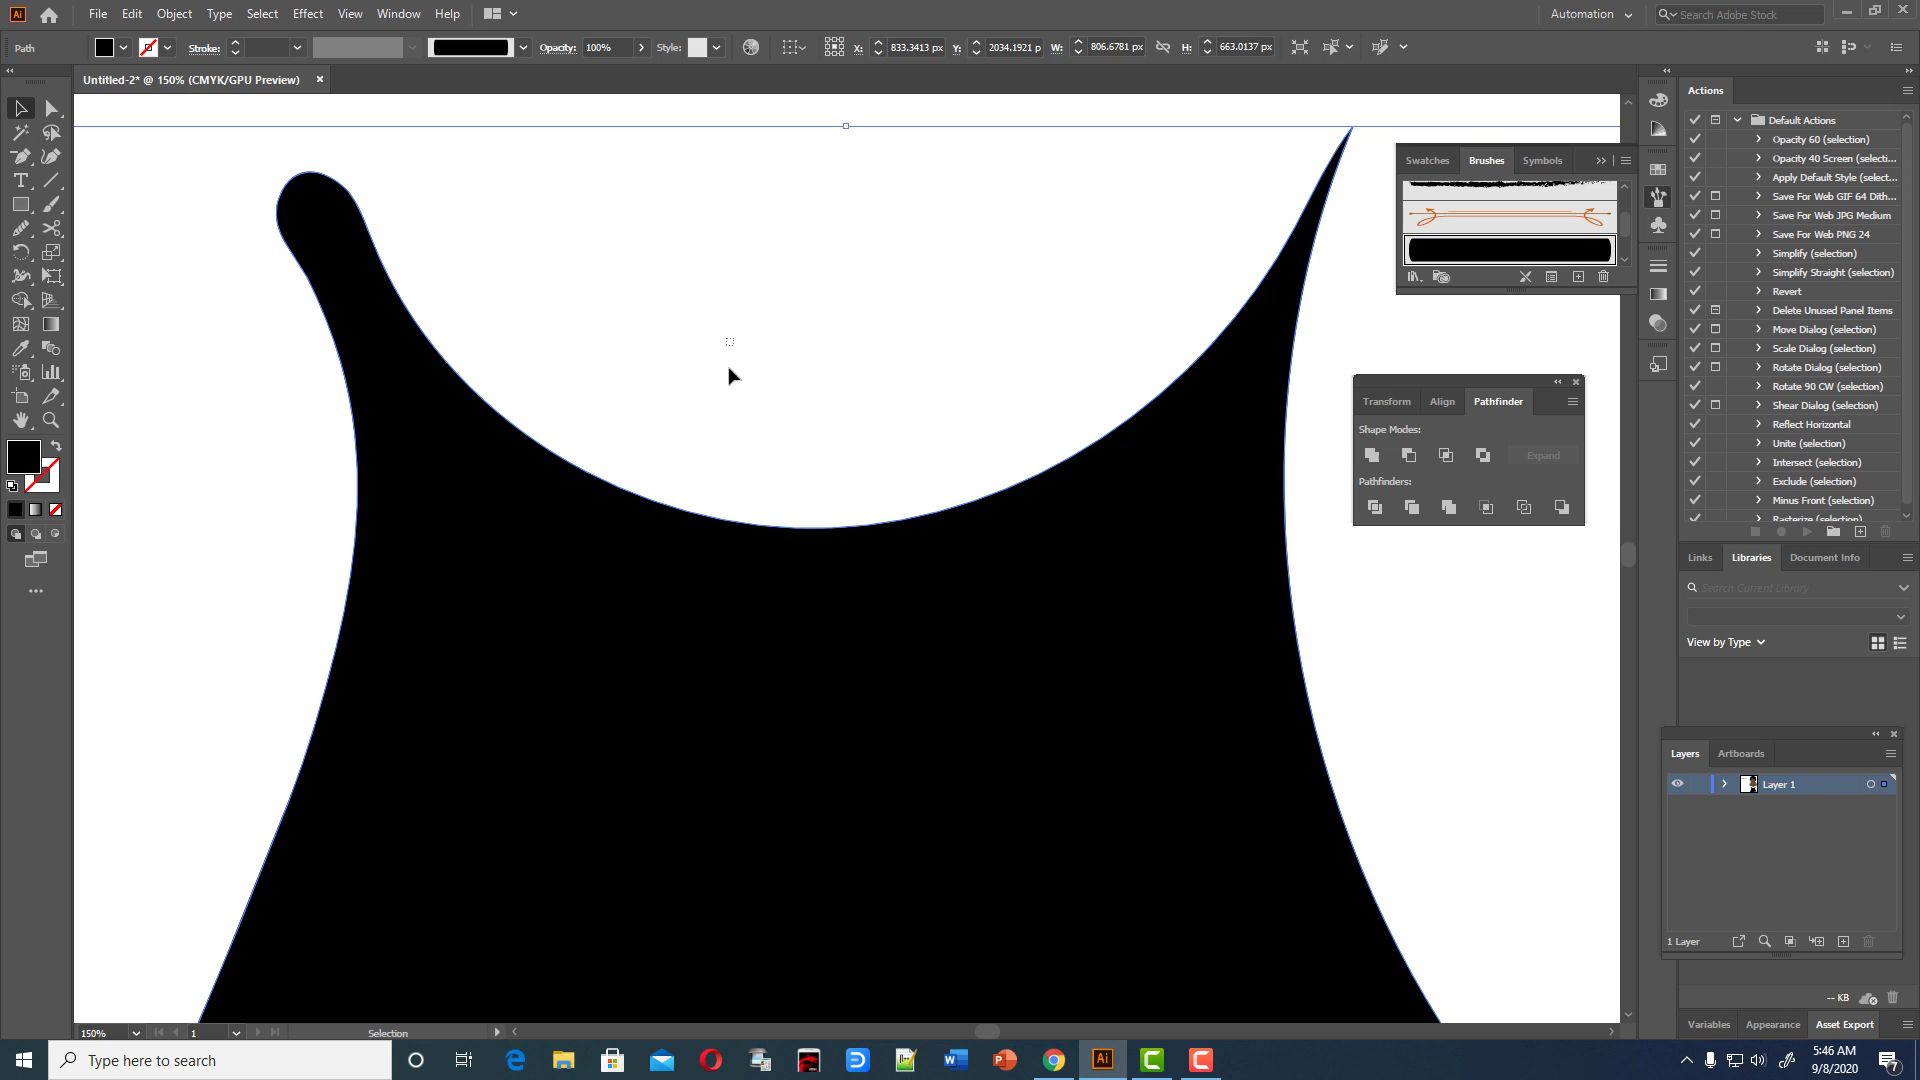 Ai File Edit Object Type Select Effect View Window Help Automation Search Adobe Stock
Path Stroke: Opacity: 100% Style: X: 833.3413 px Y: 2034.1921 p W: 806.6781 px H: 663.0137 px
Untitled-2* @ 150% (CMYK/GPU Preview)
Swatches Brushes Symbols
Transform Align Pathfinder
Shape Modes:
Expand
Pathfinders:
Actions
Default Actions
Opacity 60 (selection)
Opacity 40 Screen (selecti...
Apply Default Style (select...
Save For Web GIF 64 Dith...
Save For Web JPG Medium
Save For Web PNG 24
Simplify (selection)
Simplify Straight (selection)
Revert
Delete Unused Panel Items
Move Dialog (selection)
Scale Dialog (selection)
Rotate Dialog (selection)
Rotate 90 CW (selection)
Shear Dialog (selection)
Reflect Horizontal
Unite (selection)
Intersect (selection)
Exclude (selection)
Minus Front (selection)
Rasterize (selection)
Links Libraries Document Info
Search Current Library
View by Type
Layers Artboards
Layer 1
1 Layer
-- KB
Variables Appearance Asset Export
150% 1 Selection
Type here to search
5:46 AM
9/8/2020
7